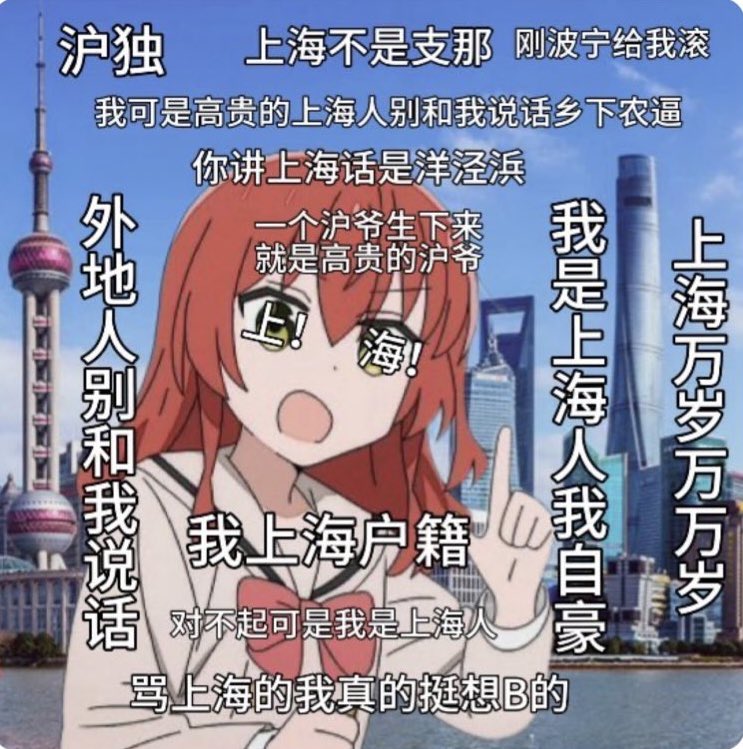 沪独
上海不是支那
刚波宁给我滚
我可是高贵的上海人别和我说话乡下农逼
你讲上海话是洋泾浜
一个沪爷生下来
就是高贵的沪爷
外地人别和我说话
上!
海!
我是上海人我自豪
上海万岁万万岁
我上海户籍
对不起可是我是上海人
骂上海的我真的挺想B的